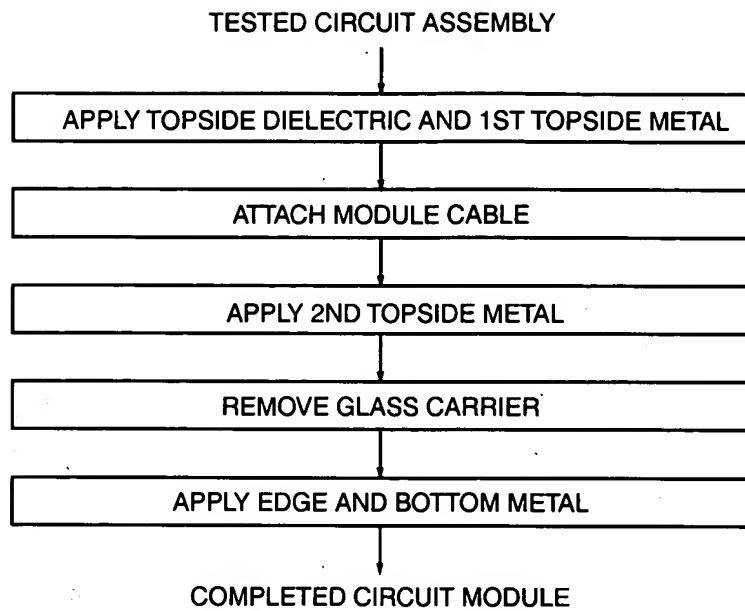 TESTED CIRCUIT ASSEMBLY
APPLY TOPSIDE DIELECTRIC AND 1ST TOPSIDE METAL
ATTACH MODULE CABLE
APPLY 2ND TOPSIDE METAL
REMOVE GLASS CARRIER
APPLY EDGE AND BOTTOM METAL
COMPLETED CIRCUIT MODULE